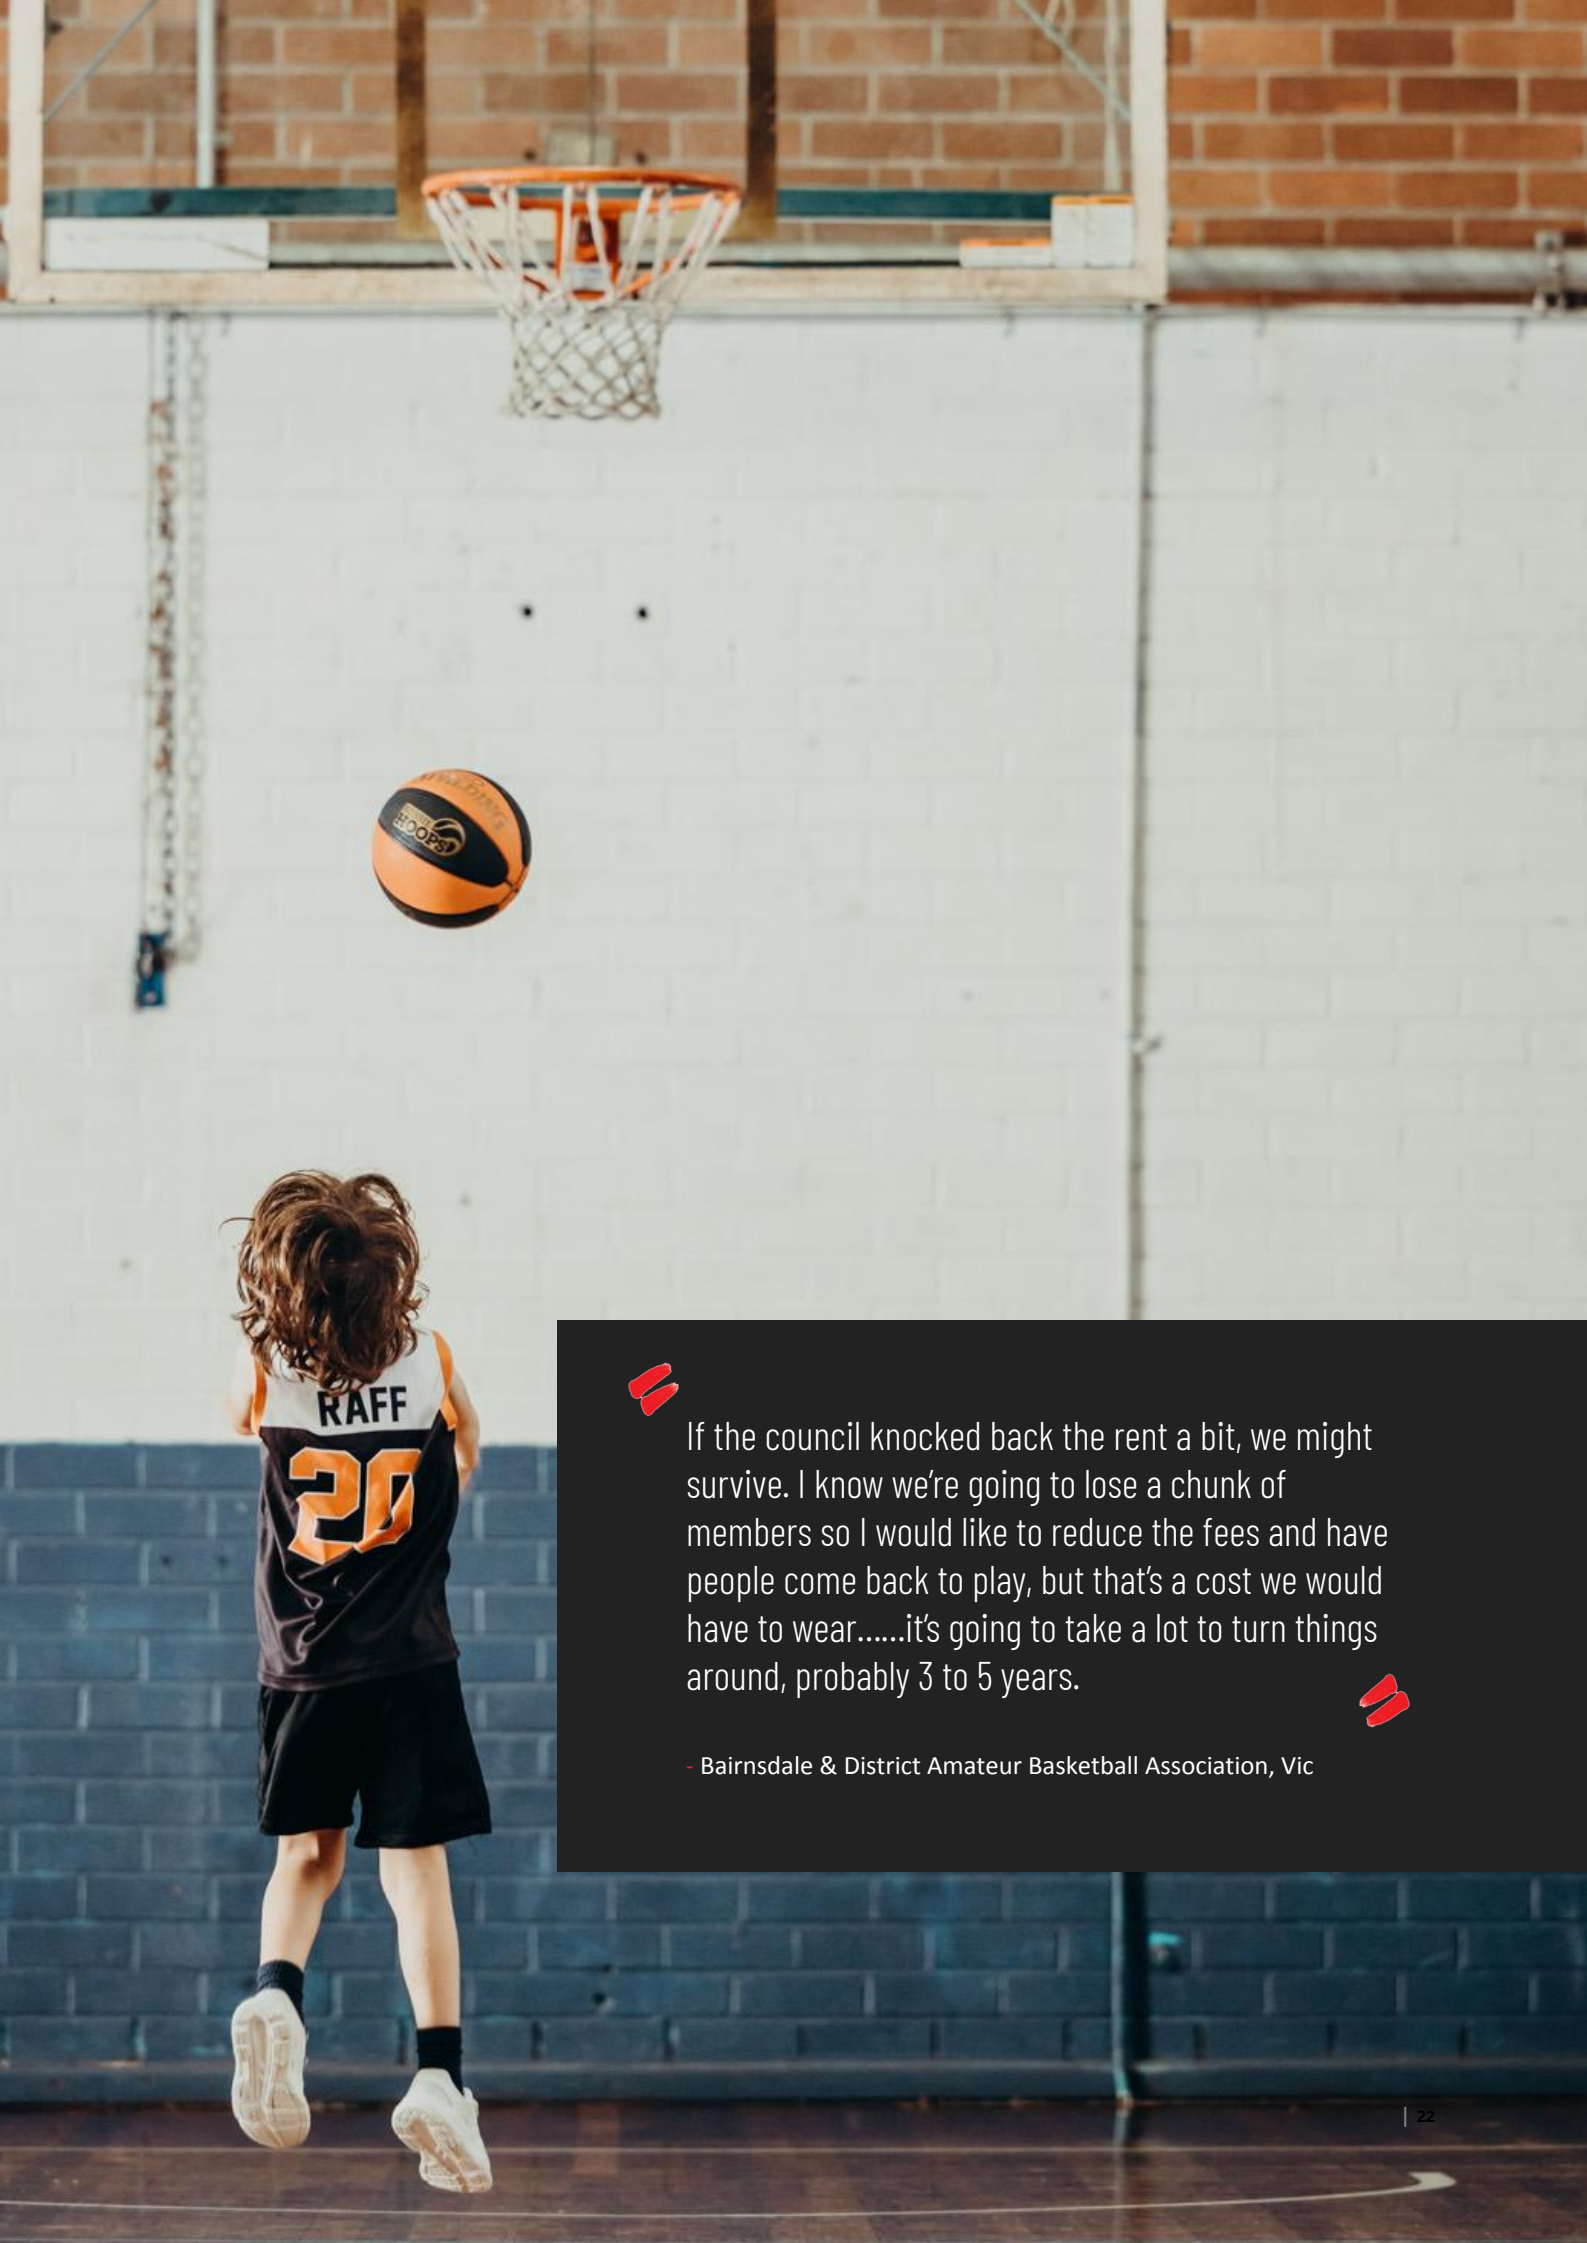 SPALDING
HOOPS
RAFF
20
If the council knocked back the rent a bit, we might
survive. I know we’re going to lose a chunk of
members so I would like to reduce the fees and have
people come back to play, but that’s a cost we would
have to wear......it’s going to take a lot to turn things
around, probably 3 to 5 years.
- Bairnsdale & District Amateur Basketball Association, Vic
| 22